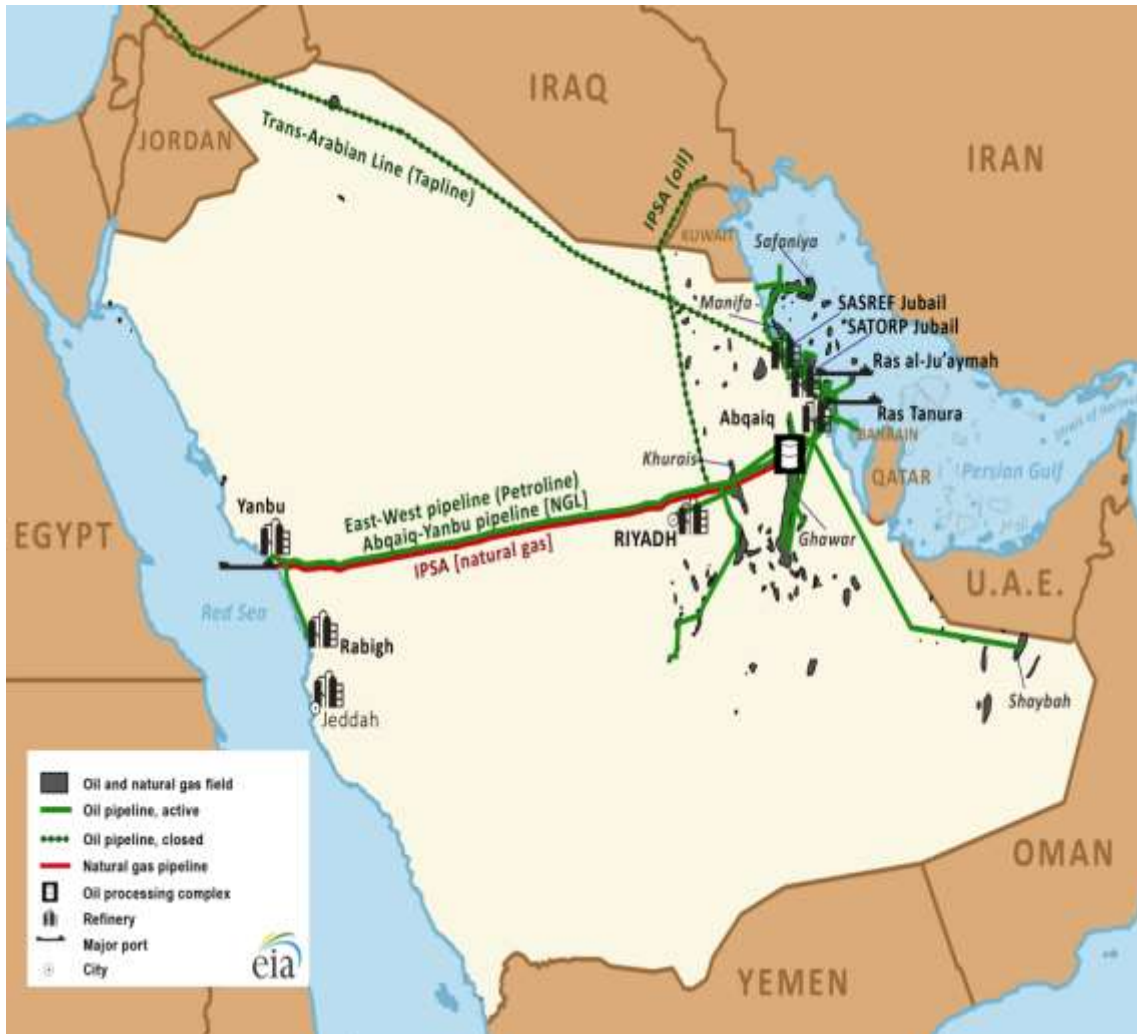 IRAQ
JORDAN
Trans-Arabian Line (Tapline)
IRAN
IPSA [oil]
KUWAIT
Safaniya
Manifa
SASREF Jubail
*SATORP Jubail
Ras al-Ju'aymah
Abqaiq
Ras Tanura
BAHRAIN
Khurais
QATAR
Persian Gulf
EGYPT
Yanbu
East-West pipeline (Petroline)
Abqaiq-Yanbu pipeline [NGL]
IPSA [natural gas]
RIYADH
Ghawar
U.A.E.
Red Sea
Rabigh
Shaybah
Jeddah
Oil and natural gas field
Oil pipeline, active
Oil pipeline, closed
Natural gas pipeline
Oil processing complex
Refinery
Major port
City
eia
OMAN
YEMEN